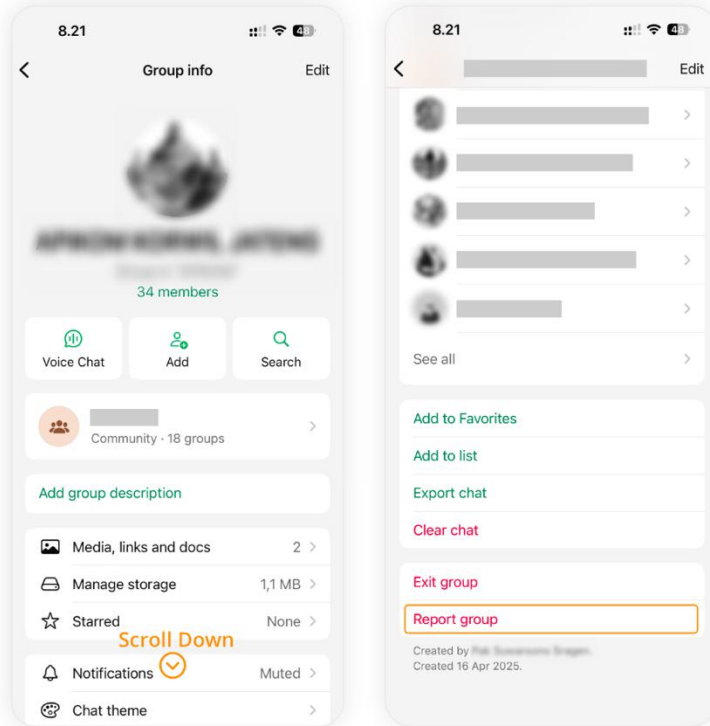 8.21
48
Group info
Edit
34 members
Voice Chat
Add
Search
Community · 18 groups
Add group description
Media, links and docs 2
Manage storage 1,1 MB
Starred None
Scroll Down
Notifications Muted
Chat theme
8.21
48
Edit
See all
Add to Favorites
Add to list
Export chat
Clear chat
Exit group
Report group
Created by
Created 16 Apr 2025.